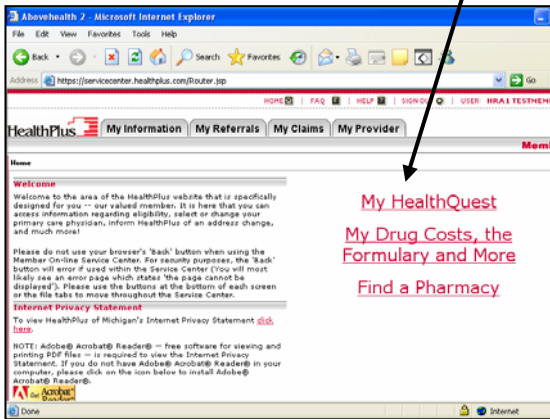 Abovehealth 2 - Microsoft Internet Explorer
File Edit View Favorites Tools Help
Back Search Favorites
Address https://servicecenter.healthplus.com/Router.jsp Go
HOME | FAQ | HELP | SIGN OUT | USER: HRA1 TESTMEM
HealthPlus My Information My Referrals My Claims My Provider
Mem
Home
Welcome
Welcome to the area of the HealthPlus website that is specifically
designed for you -- our valued member. It is here that you can
access information regarding eligibility, select or change your
primary care physician, inform HealthPlus of an address change,
and much more!
Please do not use your browser's 'Back' button when using the
Member On-line Service Center. For security purposes, the 'Back'
button will error if used within the Service Center (You will most
likely see an error page which states 'the page cannot be
displayed'). Please use the buttons at the bottom of each screen
or the file tabs to move throughout the Service Center.
Internet Privacy Statement
To view HealthPlus of Michigan's Internet Privacy Statement click
here.
NOTE: Adobe® Acrobat® Reader® — free software for viewing and
printing PDF files — is required to view the Internet Privacy
Statement. If you do not have Adobe® Acrobat® Reader® in your
computer, please click on the icon below to install Adobe®
Acrobat® Reader®.
Get Acrobat Reader
My HealthQuest
My Drug Costs, the
Formulary and More
Find a Pharmacy
Done Internet